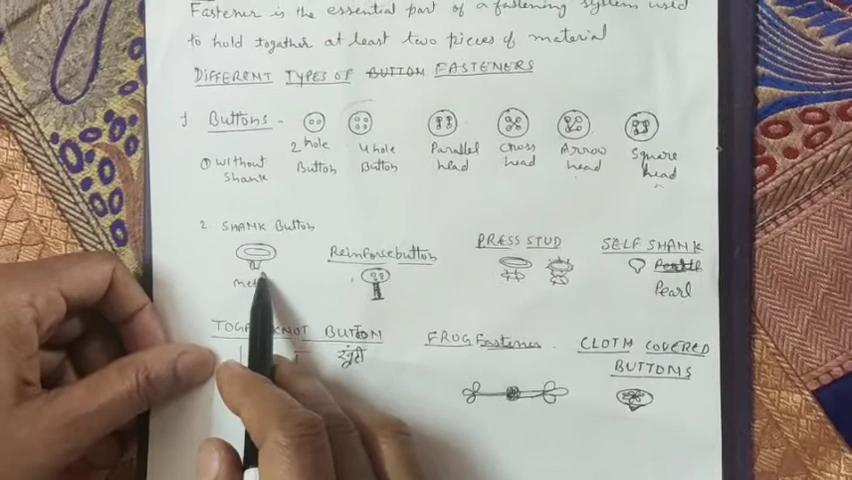 Fastener is the essential part of a fastening system used
to hold together at least two pieces of material
DIFFERENT TYPES OF BUTTON FASTENERS
1 Buttons -
2 hole Button
4 hole Button
Parallel head
Cross head
Arrow head
Square head
① without Shank
2. SHANK Button
Reinforsebutton
PRESS STUD
SELF SHANK
Pearl
KNOT BUTTON
FROG Fastener.
CLOTH COVERED
BUTTONS